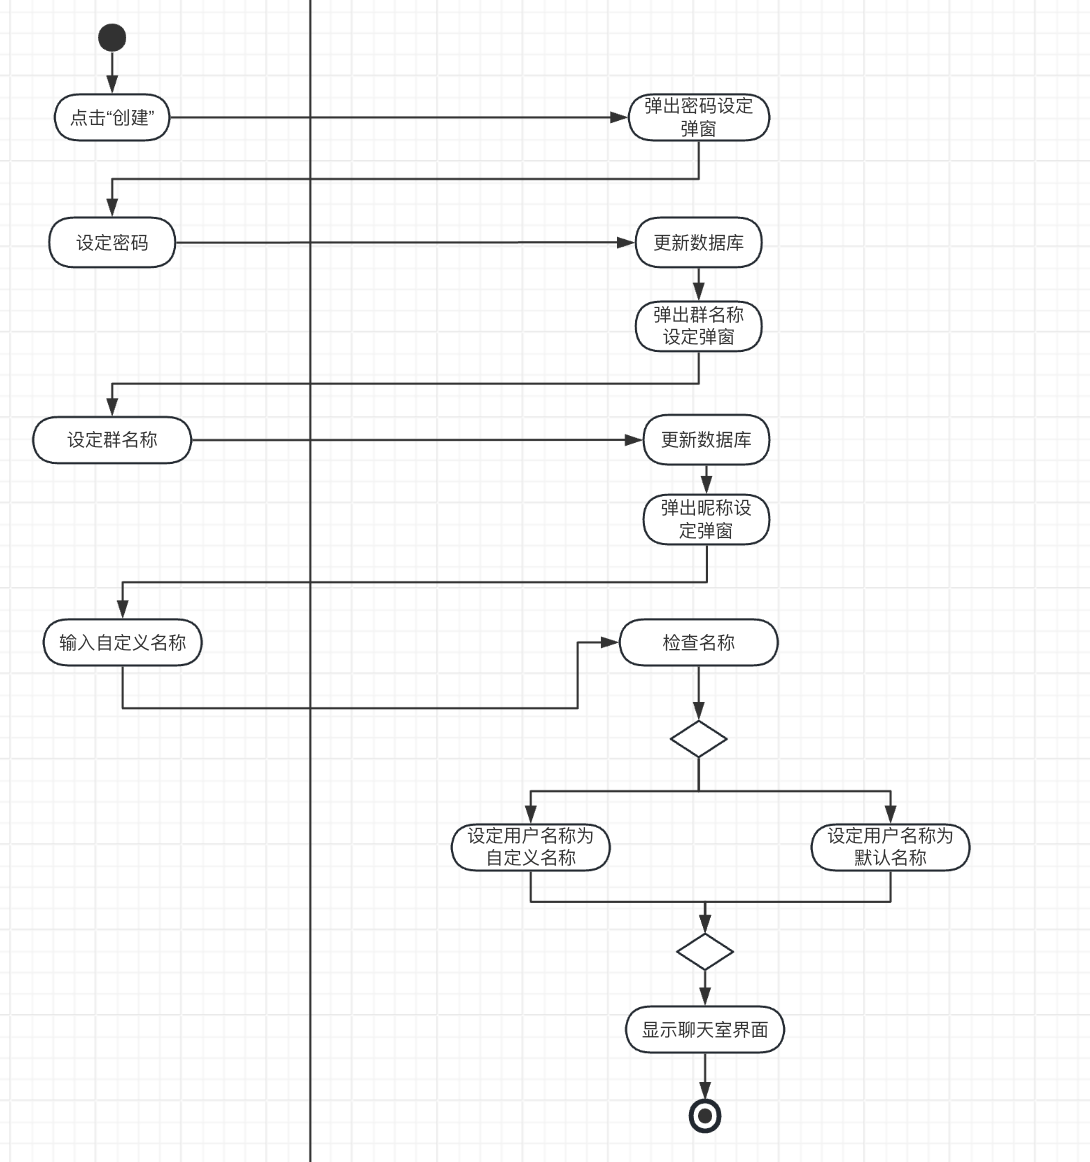 点击“创建”
弹出密码设定
弹窗
设定密码
更新数据库
弹出群名称
设定弹窗
设定群名称
更新数据库
弹出昵称设
定弹窗
输入自定义名称
检查名称
设定用户名称为
自定义名称
设定用户名称为
默认名称
显示聊天室界面